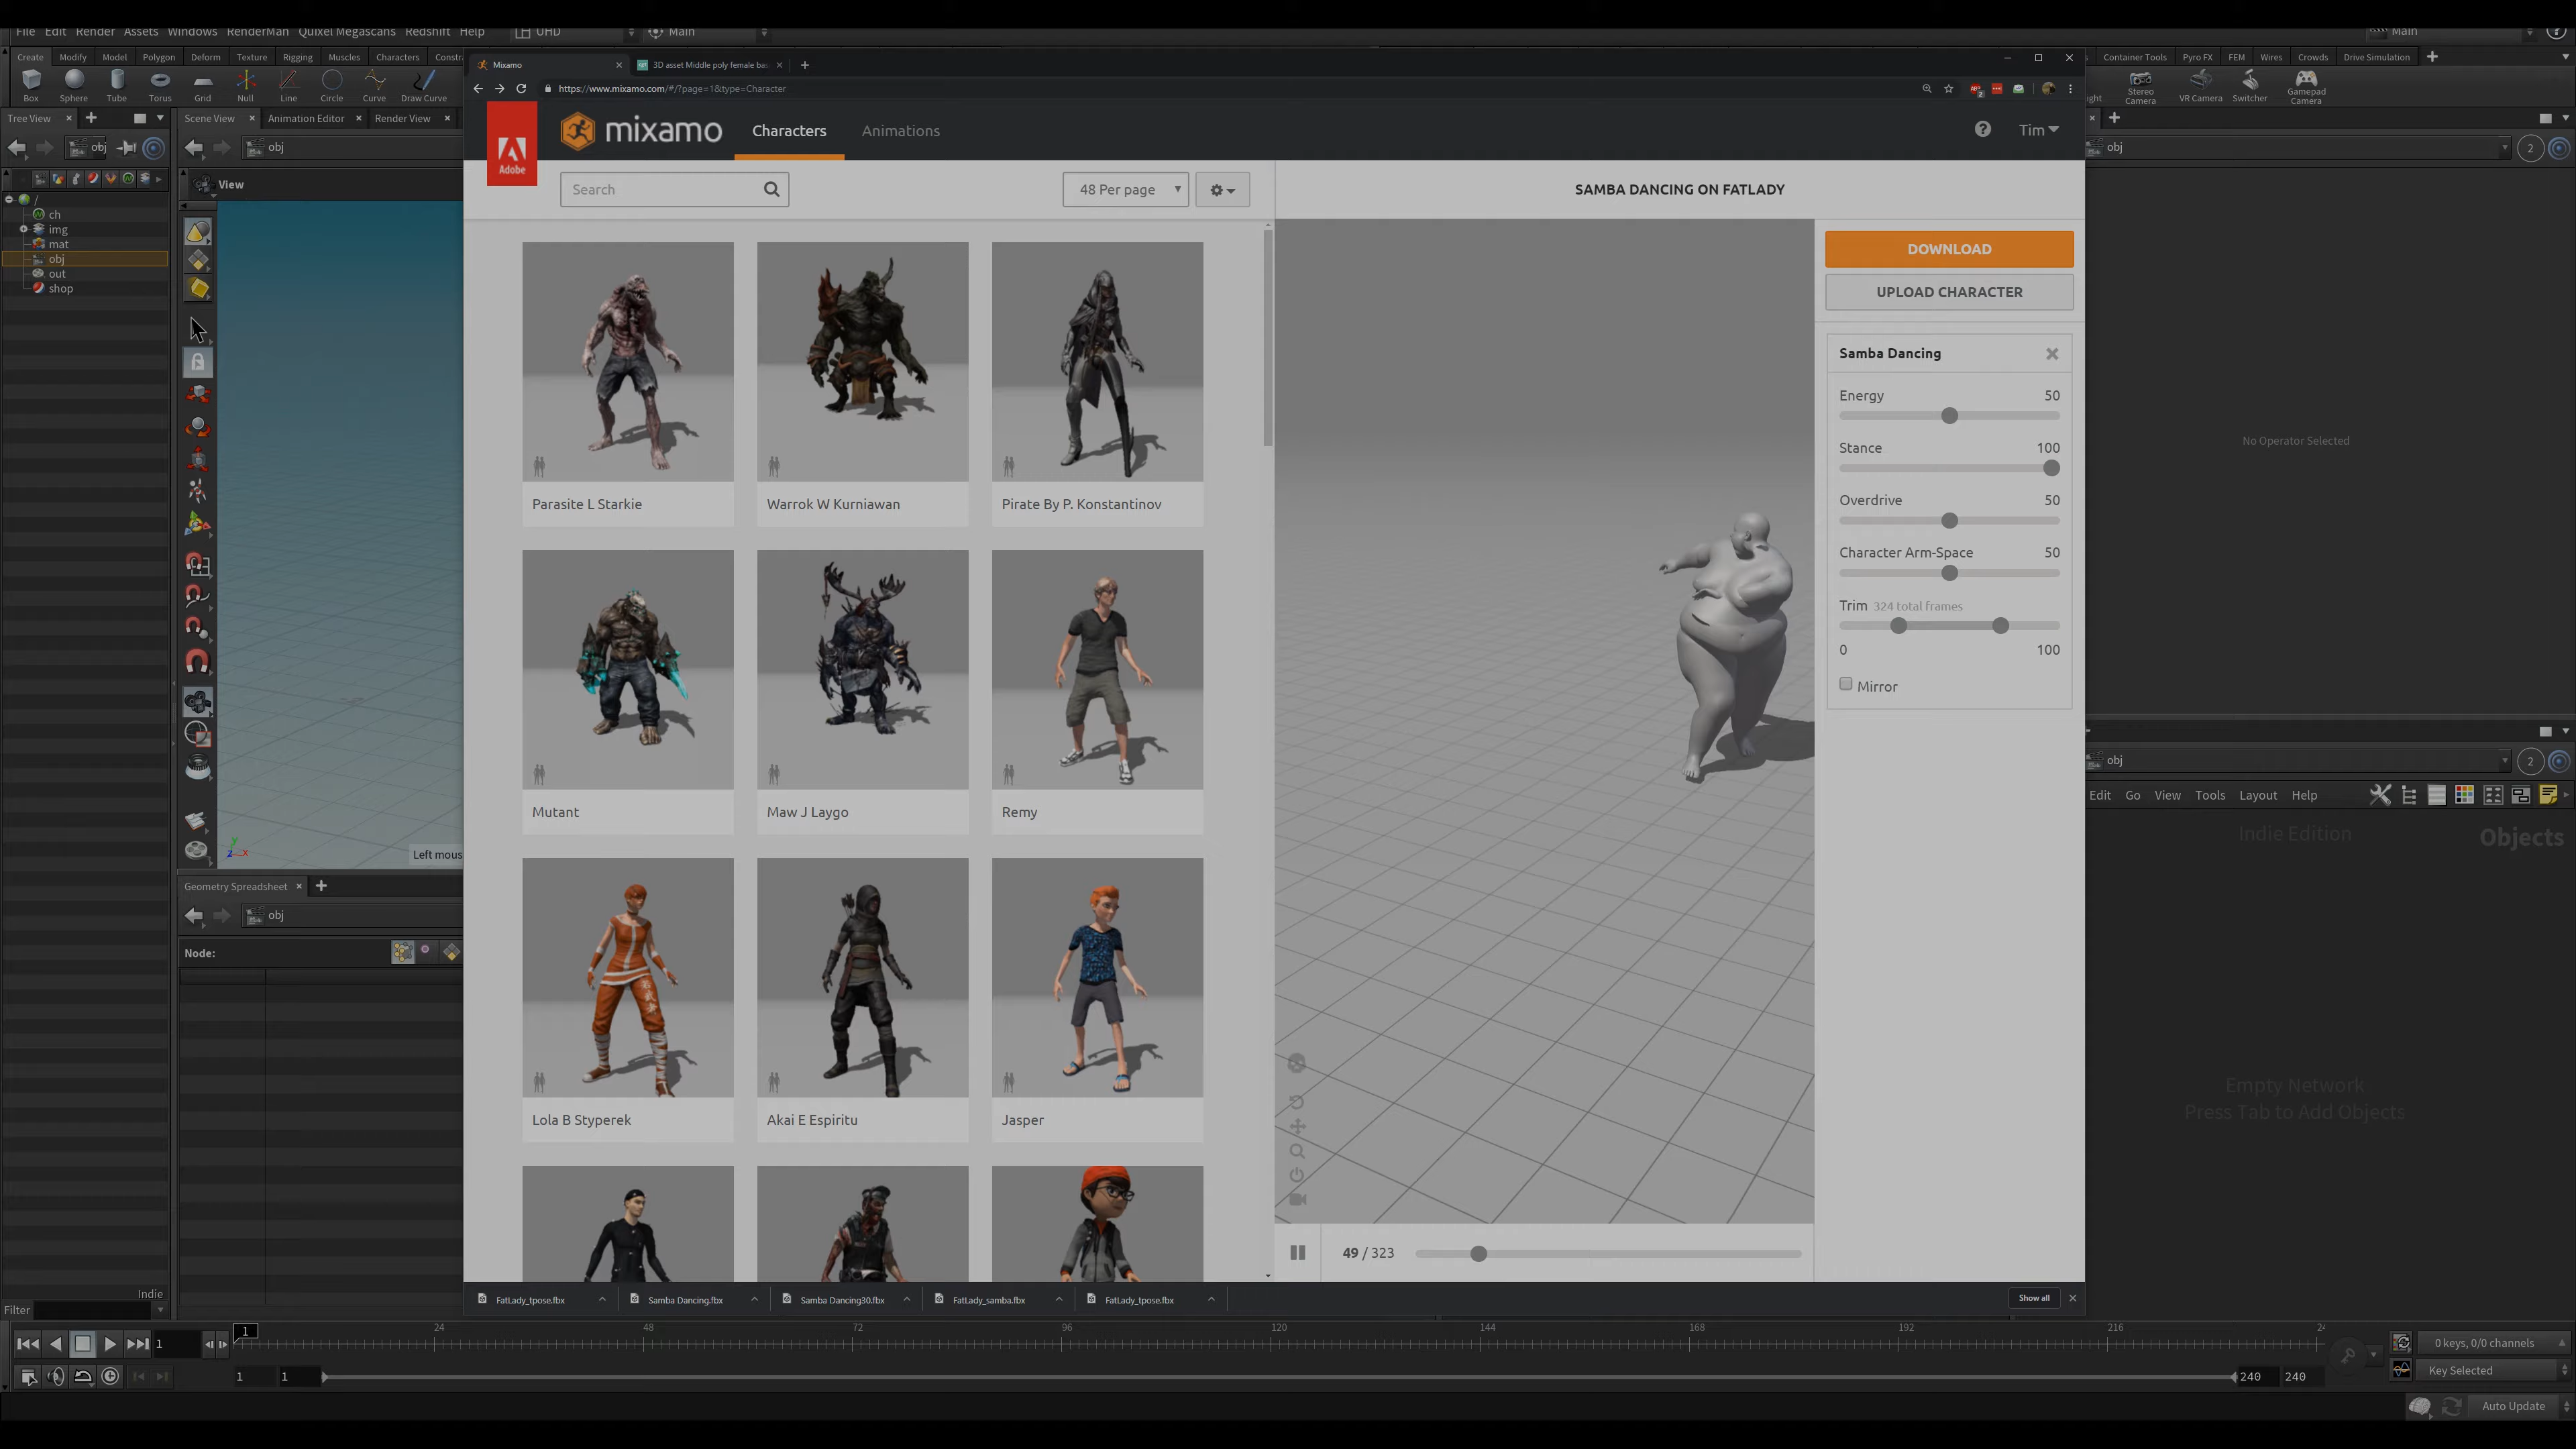 File Edit Render Assets Windows RenderMan Quixel Megascans Redshift Help UHD Main
Main
Create Modify Model Polygon Deform Texture Rigging Muscles Characters Constr
Container Tools Pyro FX FEM Wires Crowds Drive Simulation
Box Sphere Tube Torus Grid Null Line Circle Curve Draw Curve
ght Stereo Camera VR Camera Switcher Gamepad Camera
Mixamo
3D asset Middle poly female bas
https://www.mixamo.com/#/?page=1&type=Character
Tree View
Scene View Animation Editor Render View
obj
obj
View
/
ch
img
mat
obj
out
shop
Adobe
mixamo
Characters
Animations
Tim
Search
48 Per page
SAMBA DANCING ON FATLADY
Parasite L Starkie
Warrok W Kurniawan
Pirate By P. Konstantinov
Mutant
Maw J Laygo
Remy
Lola B Styperek
Akai E Espiritu
Jasper
DOWNLOAD
UPLOAD CHARACTER
Samba Dancing
Energy 50
Stance 100
Overdrive 50
Character Arm-Space 50
Trim 324 total frames
0 100
Mirror
49 / 323
obj
2
No Operator Selected
obj
2
Edit Go View Tools Layout Help
Indie Edition
Objects
Empty Network
Press Tab to Add Objects
Left mous
Geometry Spreadsheet
obj
Node:
Indie
Filter
FatLady_tpose.fbx
Samba Dancing.fbx
Samba Dancing30.fbx
FatLady_samba.fbx
FatLady_tpose.fbx
Show all
1
1 24 48 72 96 120 144 168 192 216 24
0 keys, 0/0 channels
1 1
240 240
Key Selected
Auto Update